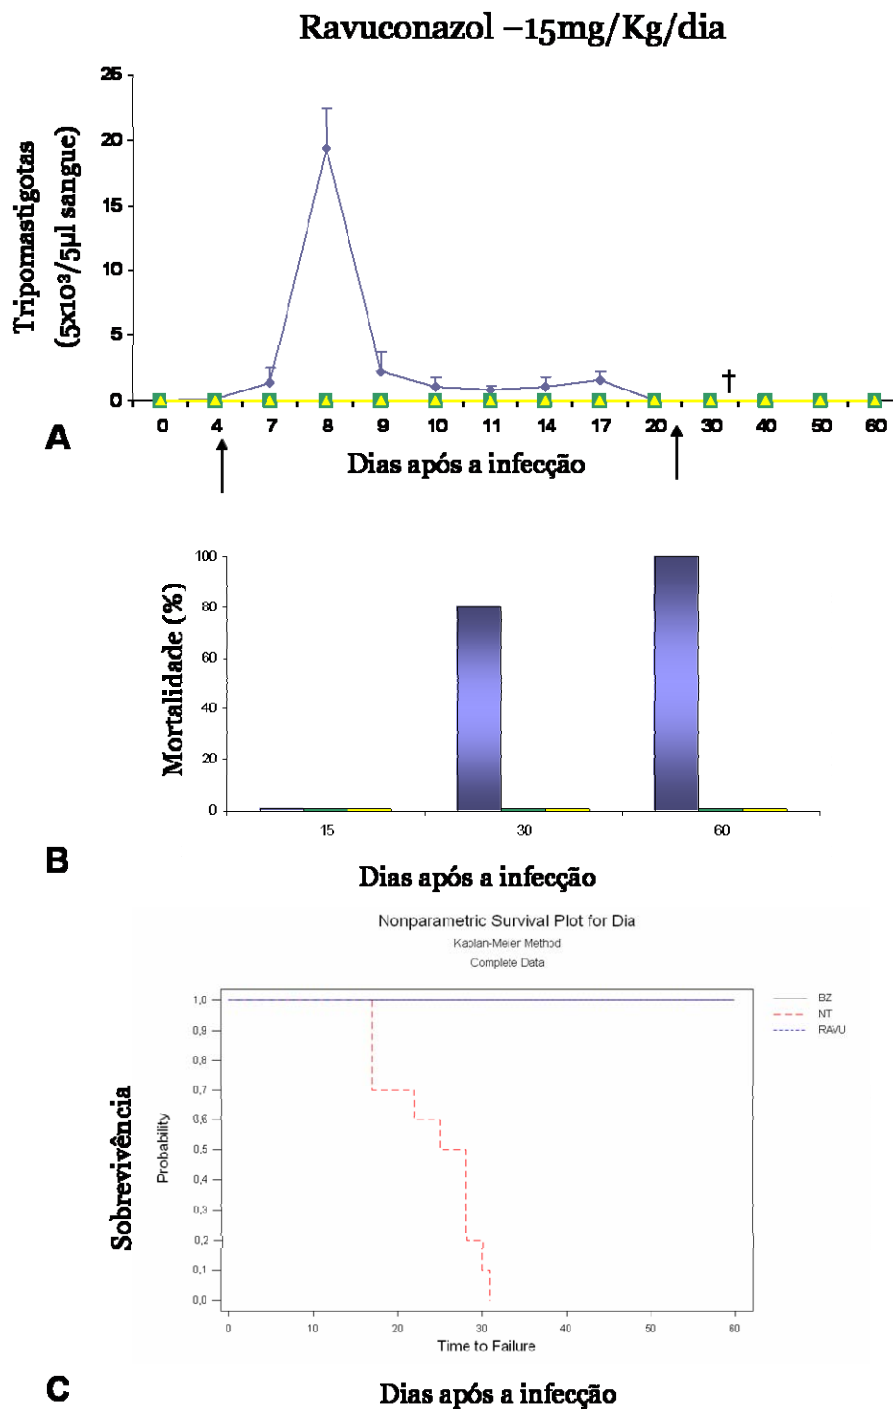 Ravuconazol –15mg/Kg/dia
Tripomastigotas
(5x10³/5µl sangue)
25
20
15
10
5
0
†
0 4 7 8 9 10 11 14 17 20 30 40 50 60
A
Dias após a infecção
Mortalidade (%)
100
80
60
40
20
0
15 30 60
B
Dias após a infecção
Nonparametric Survival Plot for Dia
Kaplan-Meier Method
Complete Data
Sobrevivência
Probability
1,0
0,9
0,8
0,7
0,6
0,5
0,4
0,3
0,2
0,1
0,0
BZ
NT
RAVU
0 10 20 30 40 50 60
Time to Failure
C
Dias após a infecção